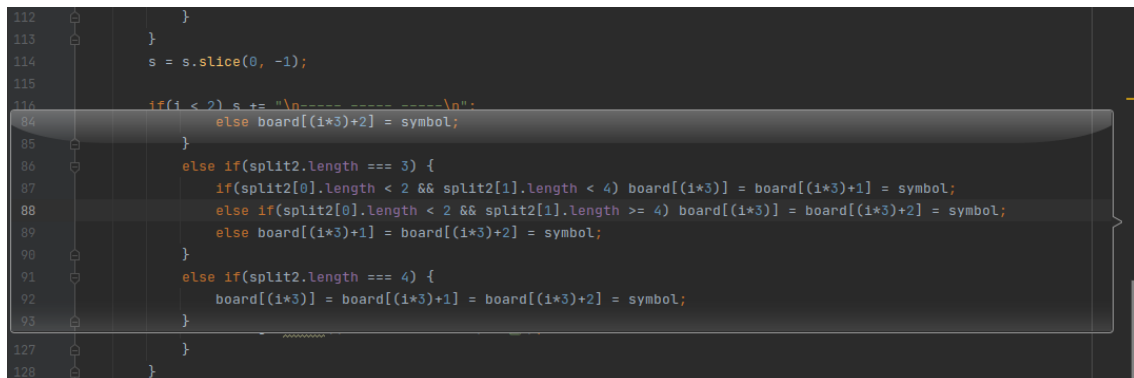 112 }
113 }
114 s = s.slice(0, -1);
115
116 if(i < 2) s += "\n----- ----- -----\n";
84 else board[(i*3)+2] = symbol;
85 }
86 else if(split2.length === 3) {
87 if(split2[0].length < 2 && split2[1].length < 4) board[(i*3)] = board[(i*3)+1] = symbol;
88 else if(split2[0].length < 2 && split2[1].length >= 4) board[(i*3)] = board[(i*3)+2] = symbol;
89 else board[(i*3)+1] = board[(i*3)+2] = symbol;
90 }
91 else if(split2.length === 4) {
92 board[(i*3)] = board[(i*3)+1] = board[(i*3)+2] = symbol;
93 }
127 }
128 }